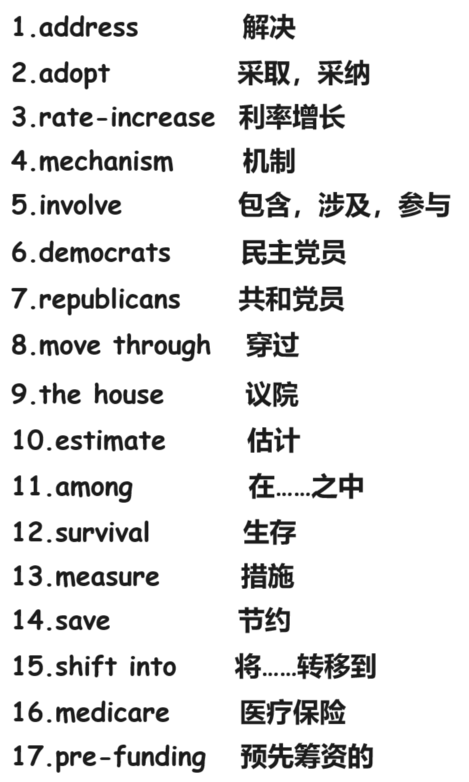 1.address 解决
2.adopt 采取，采纳
3.rate-increase 利率增长
4.mechanism 机制
5.involve 包含，涉及，参与
6.democrats 民主党员
7.republicans 共和党员
8.move through 穿过
9.the house 议院
10.estimate 估计
11.among 在……之中
12.survival 生存
13.measure 措施
14.save 节约
15.shift into 将……转移到
16.medicare 医疗保险
17.pre-funding 预先筹资的